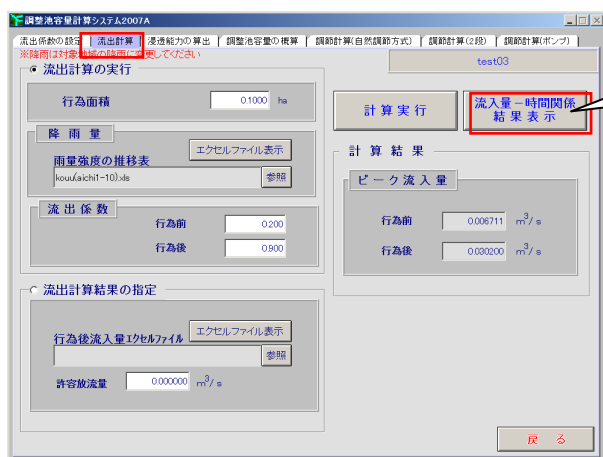 調整池容量計算システム2007A
流出係数の設定 流出計算 浸透能力の算出 調整池容量の概算 調節計算(自然調節方式) 調節計算(2段) 調節計算(ポンプ)
※降雨は対象地域の降雨に変更してください
test03
流出計算の実行
行為面積 0.1000 ha
降雨量
エクセルファイル表示
雨量強度の推移表
kouu(aichi1-10).xls 参照
流出係数
行為前 0.200
行為後 0.900
流出計算結果の指定
エクセルファイル表示
行為後流入量エクセルファイル
参照
許容放流量 0.000000 m3/s
計算実行
流入量－時間関係
結果表示
計算結果
ピーク流入量
行為前 0.006711 m3/s
行為後 0.030200 m3/s
戻る